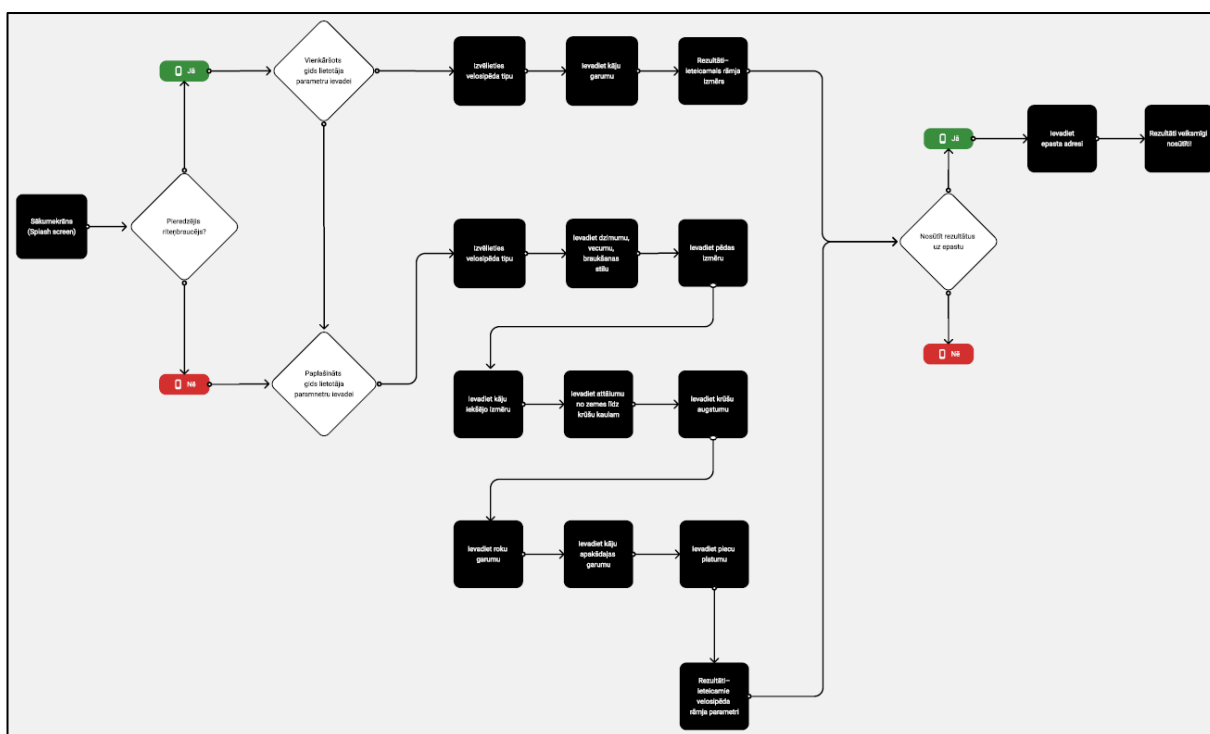 Sākumekrāns
(Splash screen)
Pieredzējis
riteņbraucējs?
Jā
Nē
Vienkāršots
gids lietotāja
parametru ievadei
Paplašināts
gids lietotāja
paramnetru ievadei
Izvēlieties
velosipēda tipu
Ievadiet kāju
garumu
Rezultāti–
ieteicamais rāmja
izmērs
Izvēlieties
velosipēda tipu
Ievadiet dzimumu,
vecumu,
braukšanas
stilu
Ievadiet pēdas
izmēru
Ievadiet kāju
iekšējo izmēru
Ievadiet attālumu
no zemes līdz
krūšu kaulam
Ievadiet krūšu
augstumu
Ievadiet roku
garumu
Ievadiet kāju
apakšdaļas
garumu
Ievadiet plecu
platumu
Rezultāti–
ieteicamie
velosipēda
rāmja parametri
Nosūtīt rezultātus
uz epastu
Jā
Nē
Ievadiet
epasta adresi
Rezultāti veiksmīgi
nosūtīti!